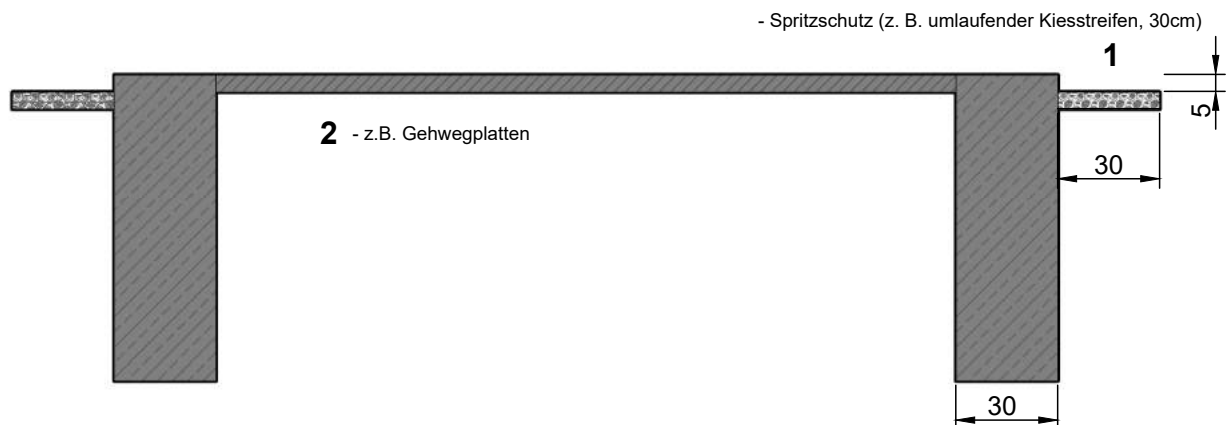 - Spritzschutz (z. B. umlaufender Kiesstreifen, 30cm)
1
5
2 - z.B. Gehwegplatten
30
30